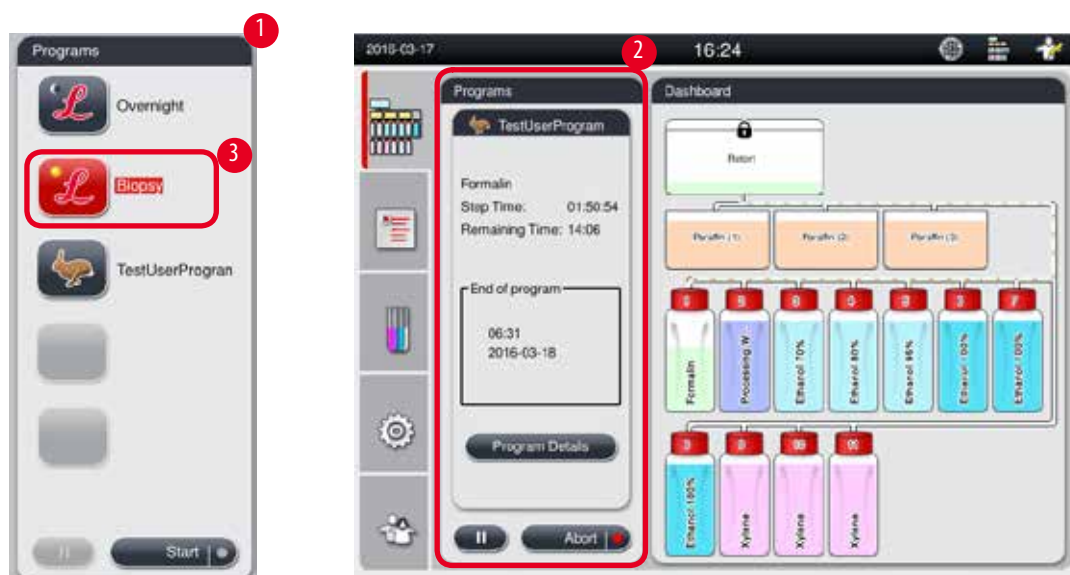 1
Programs
Overnight
3
Biopsy
TestUserProgran
Start
2016-03-17
2
16:24
Programs
TestUserProgram
Formalin
Step Time: 01:50:54
Remaining Time: 14:06
End of program
06:31
2016-03-18
Program Details
Abort
Dashboard
Retort
Paraffin (1)
Paraffin (2)
Paraffin (3)
Formalin
Processing W...
Ethanol 70%
Ethanol 80%
Ethanol 95%
Ethanol 100%
Ethanol 100%
Ethanol 100%
Xylene
Xylene
Xylene